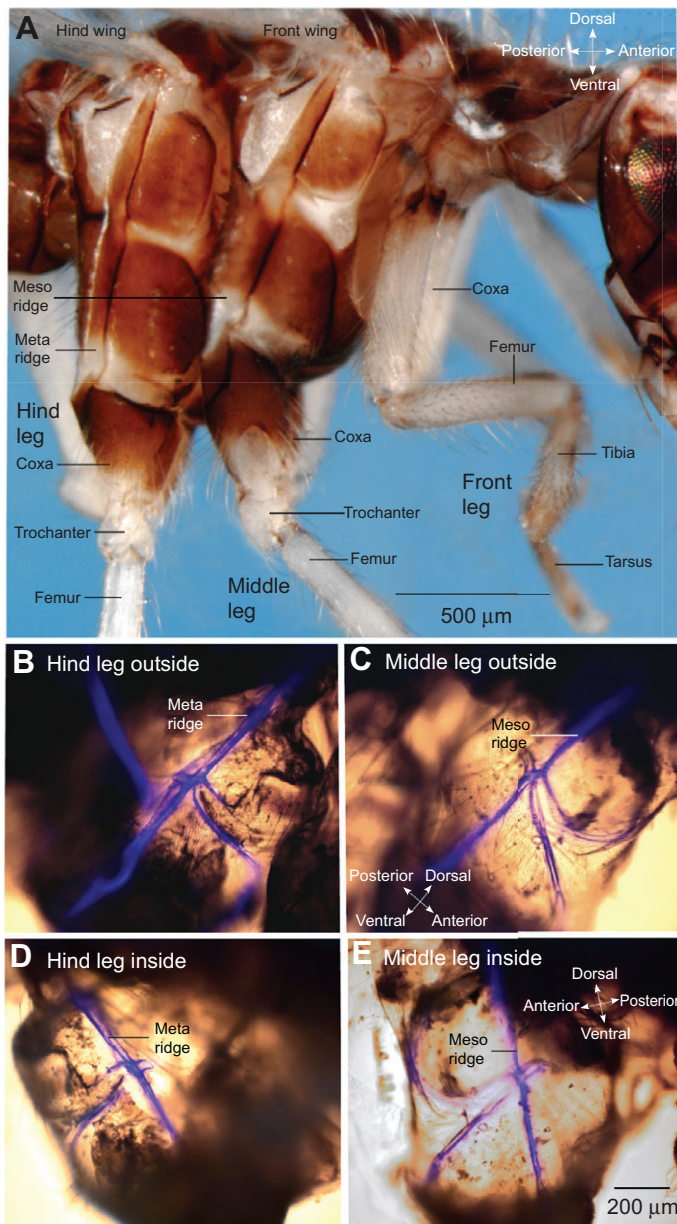 A
Hind wing
Front wing
Dorsal
Posterior
Anterior
Ventral
Meso
ridge
Coxa
Meta
ridge
Femur
Hind
leg
Coxa
Coxa
Tibia
Front
leg
Trochanter
Trochanter
Femur
Tarsus
Femur
Middle
leg
500 µm
B Hind leg outside
Meta
ridge
C Middle leg outside
Meso
ridge
Posterior
Dorsal
Ventral
Anterior
D Hind leg inside
Meta
ridge
E Middle leg inside
Dorsal
Anterior
Posterior
Ventral
Meso
ridge
200 µm